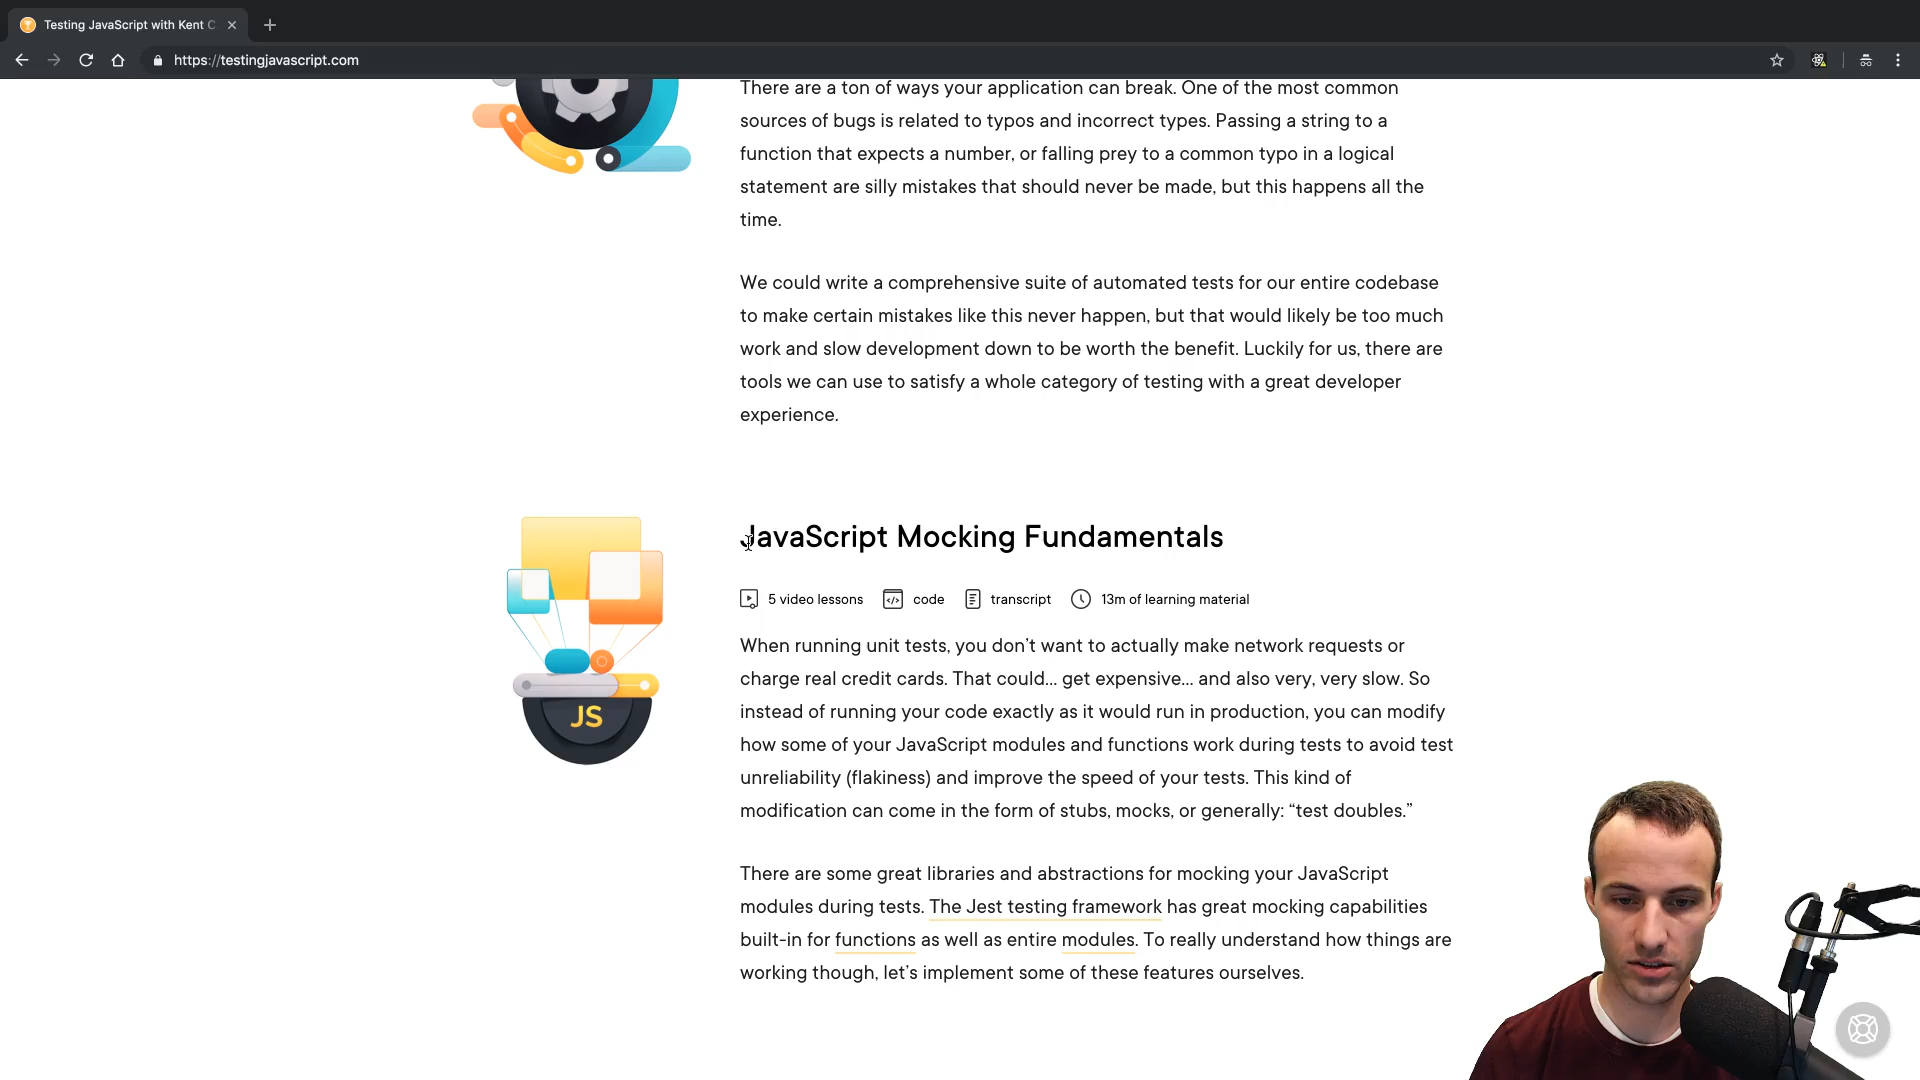 Testing JavaScript with Kent C
https://testingjavascript.com
There are a ton of ways your application can break. One of the most common
sources of bugs is related to typos and incorrect types. Passing a string to a
function that expects a number, or falling prey to a common typo in a logical
statement are silly mistakes that should never be made, but this happens all the
time.
We could write a comprehensive suite of automated tests for our entire codebase
to make certain mistakes like this never happen, but that would likely be too much
work and slow development down to be worth the benefit. Luckily for us, there are
tools we can use to satisfy a whole category of testing with a great developer
experience.
JavaScript Mocking Fundamentals
5 video lessons code transcript 13m of learning material
When running unit tests, you don’t want to actually make network requests or
charge real credit cards. That could... get expensive... and also very, very slow. So
instead of running your code exactly as it would run in production, you can modify
how some of your JavaScript modules and functions work during tests to avoid test
unreliability (flakiness) and improve the speed of your tests. This kind of
modification can come in the form of stubs, mocks, or generally: “test doubles.”
JS
There are some great libraries and abstractions for mocking your JavaScript
modules during tests. The Jest testing framework has great mocking capabilities
built-in for functions as well as entire modules. To really understand how things are
working though, let’s implement some of these features ourselves.